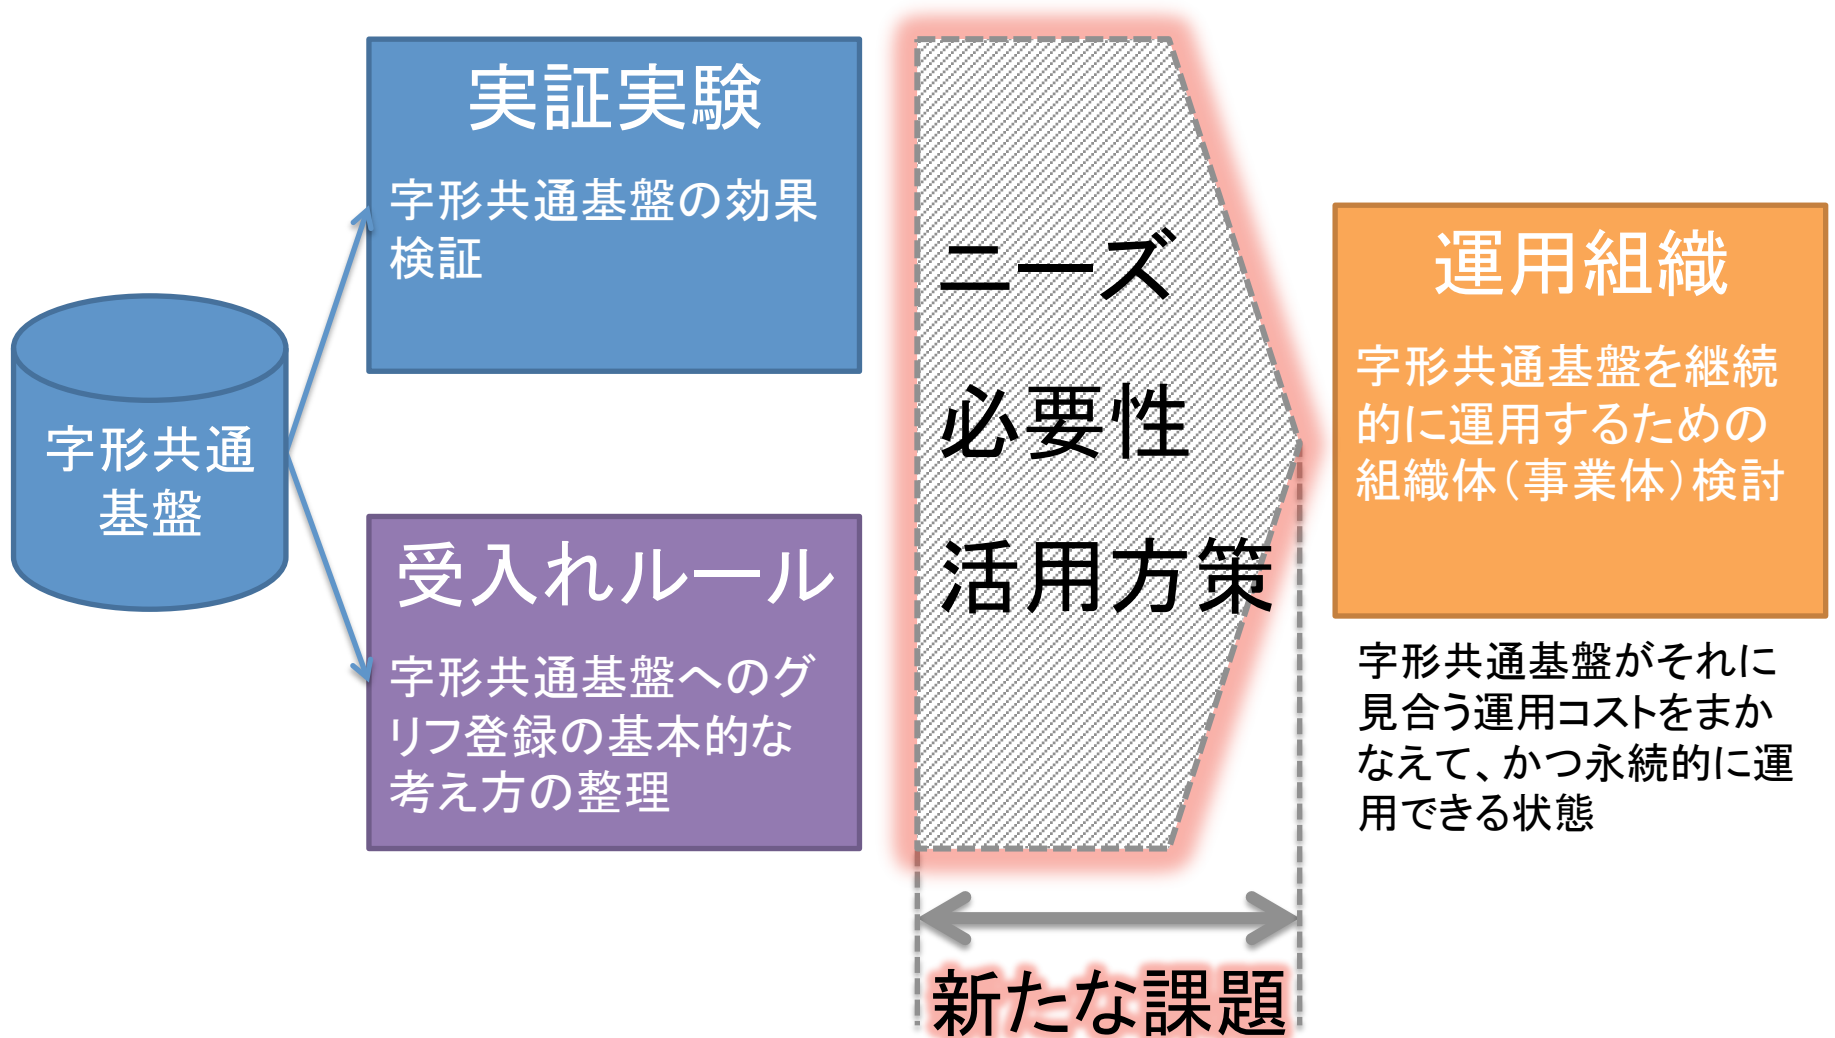 字形共通
基盤
実証実験
字形共通基盤の効果
検証
受入れルール
字形共通基盤へのグ
リフ登録の基本的な
考え方の整理
ニーズ
必要性
活用方策
新たな課題
運用組織
字形共通基盤を継続
的に運用するための
組織体(事業体)検討
字形共通基盤がそれに
見合う運用コストをまか
なえて、かつ永続的に運
用できる状態